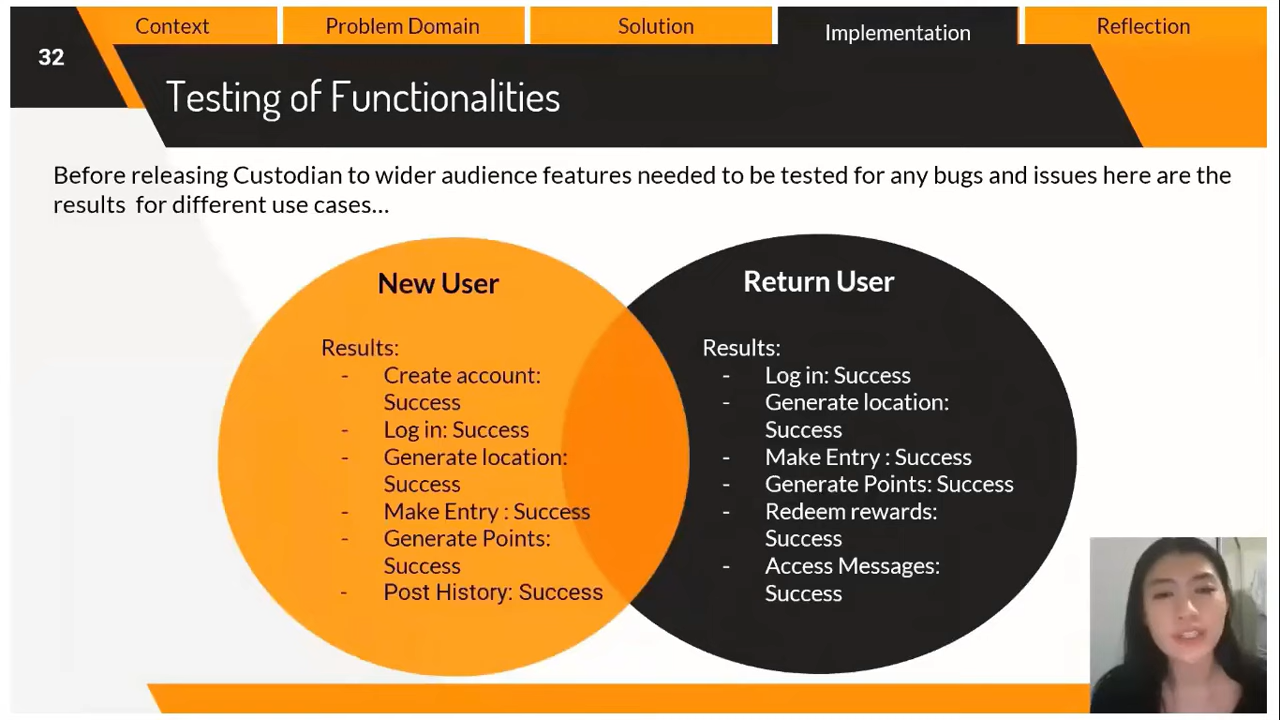 Context
Problem Domain
Solution
Implementation
Reflection
32
Testing of Functionalities
Before releasing Custodian to wider audience features needed to be tested for any bugs and issues here are the
results for different use cases...
New User
Results:
- Create account:
Success
- Log in: Success
- Generate location:
Success
- Make Entry : Success
- Generate Points:
Success
- Post History: Success
Return User
Results:
- Log in: Success
- Generate location:
Success
- Make Entry : Success
- Generate Points: Success
- Redeem rewards:
Success
- Access Messages:
Success